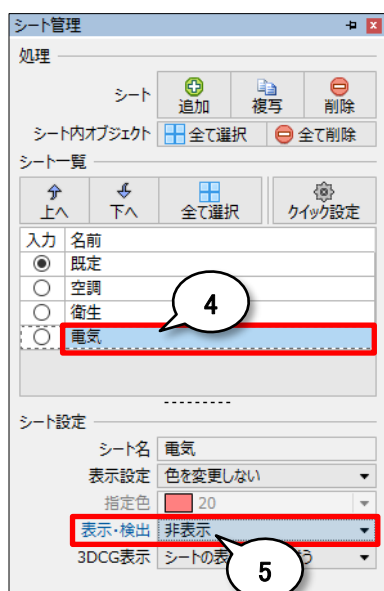 シート管理
処理
シート 追加 複写 削除
シート内オブジェクト 全て選択 全て削除
シート一覧
上へ 下へ 全て選択 クイック設定
入力 名前
既定
空調
衛生
電気
4
シート設定
シート名 電気
表示設定 色を変更しない
指定色 20
表示・検出 非表示
3DCG表示 シートの表 う
5